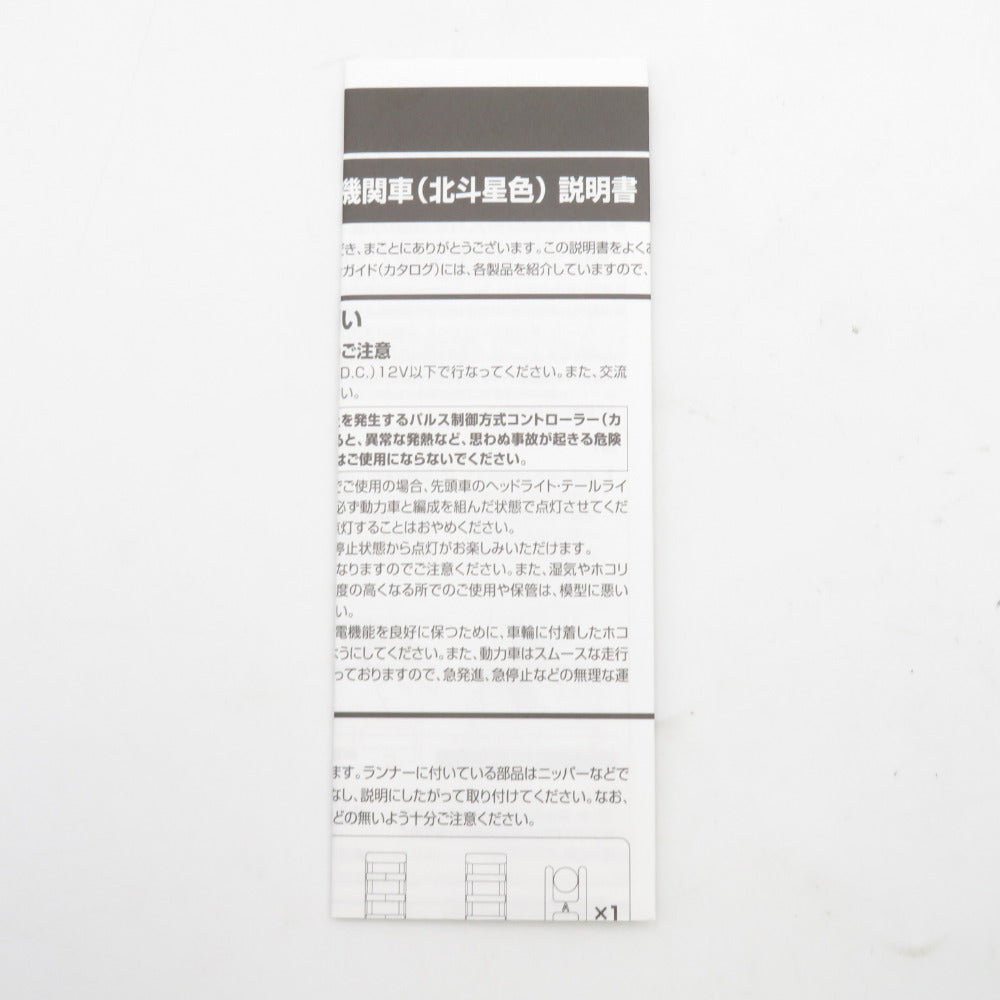 機関車（北斗星色）説明書
き、まことにありがとうございます。この説明書をよく
ガイド（カタログ）には、各製品を紹介していますので、
い
ご注意
D.C.）12V以下で行なってください。また、交流
い。
を発生するパルス制御方式コントローラー（カ
ると、異常な発熱など、思わぬ事故が起きる危険
はご使用にならないでください。
でご使用の場合、先頭車のヘッドライト・テールライ
必ず動力車と編成を組んだ状態で点灯させてくだ
点灯することはおやめください。
停止状態から点灯がお楽しみいただけます。
なりますのでご注意ください。また、湿気やホコリ
度の高くなる所でのご使用や保管は、模型に悪い
い。
電機能を良好に保つために、車輪に付着したホコ
ようにしてください。また、動力車はスムースな走行
っておりますので、急発進、急停止などの無理な運
ます。ランナーに付いている部品はニッパーなどで
なし、説明にしたがって取り付けてください。なお、
どの無いよう十分ご注意ください。
×1